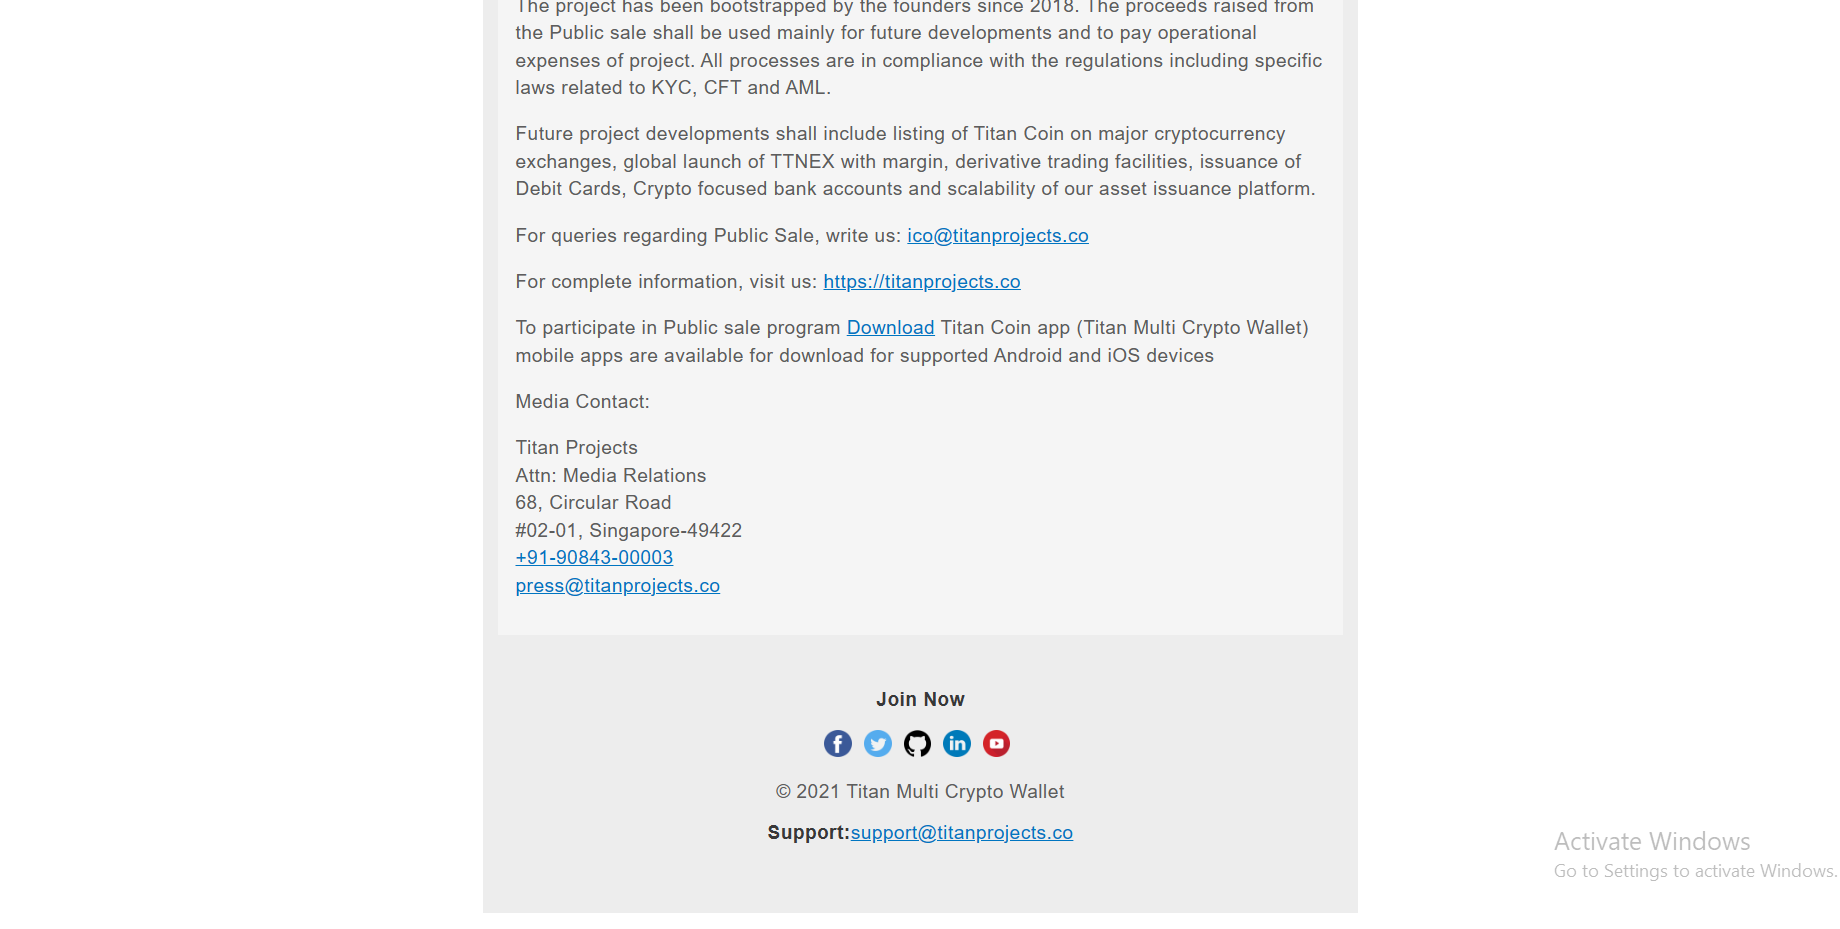 The project has been bootstrapped by the founders since 2018. The proceeds raised from
the Public sale shall be used mainly for future developments and to pay operational
expenses of project. All processes are in compliance with the regulations including specific
laws related to KYC, CFT and AML.
Future project developments shall include listing of Titan Coin on major cryptocurrency
exchanges, global launch of TTNEX with margin, derivative trading facilities, issuance of
Debit Cards, Crypto focused bank accounts and scalability of our asset issuance platform.
For queries regarding Public Sale, write us: ico@titanprojects.co
For complete information, visit us: https://titanprojects.co
To participate in Public sale program Download Titan Coin app (Titan Multi Crypto Wallet)
mobile apps are available for download for supported Android and iOS devices
Media Contact:
Titan Projects
Attn: Media Relations
68, Circular Road
#02-01, Singapore-49422
+91-90843-00003
press@titanprojects.co
Join Now
© 2021 Titan Multi Crypto Wallet
Support:support@titanprojects.co
Activate Windows
Go to Settings to activate Windows.